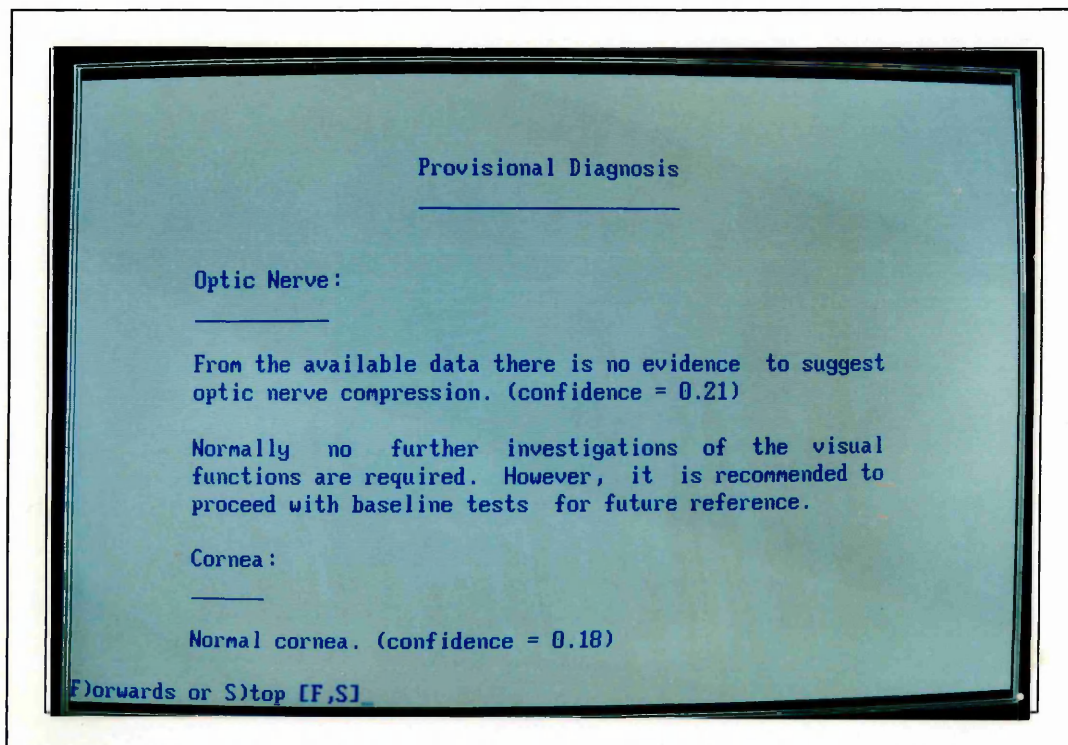 Provisional Diagnosis
Optic Nerve:
From the available data there is no evidence to suggest
optic nerve compression. (confidence = 0.21)
Normally no further investigations of the visual
functions are required. However, it is recommended to
proceed with baseline tests for future reference.
Cornea:
Normal cornea. (confidence = 0.18)
F)orwards or S)top [F,S]_